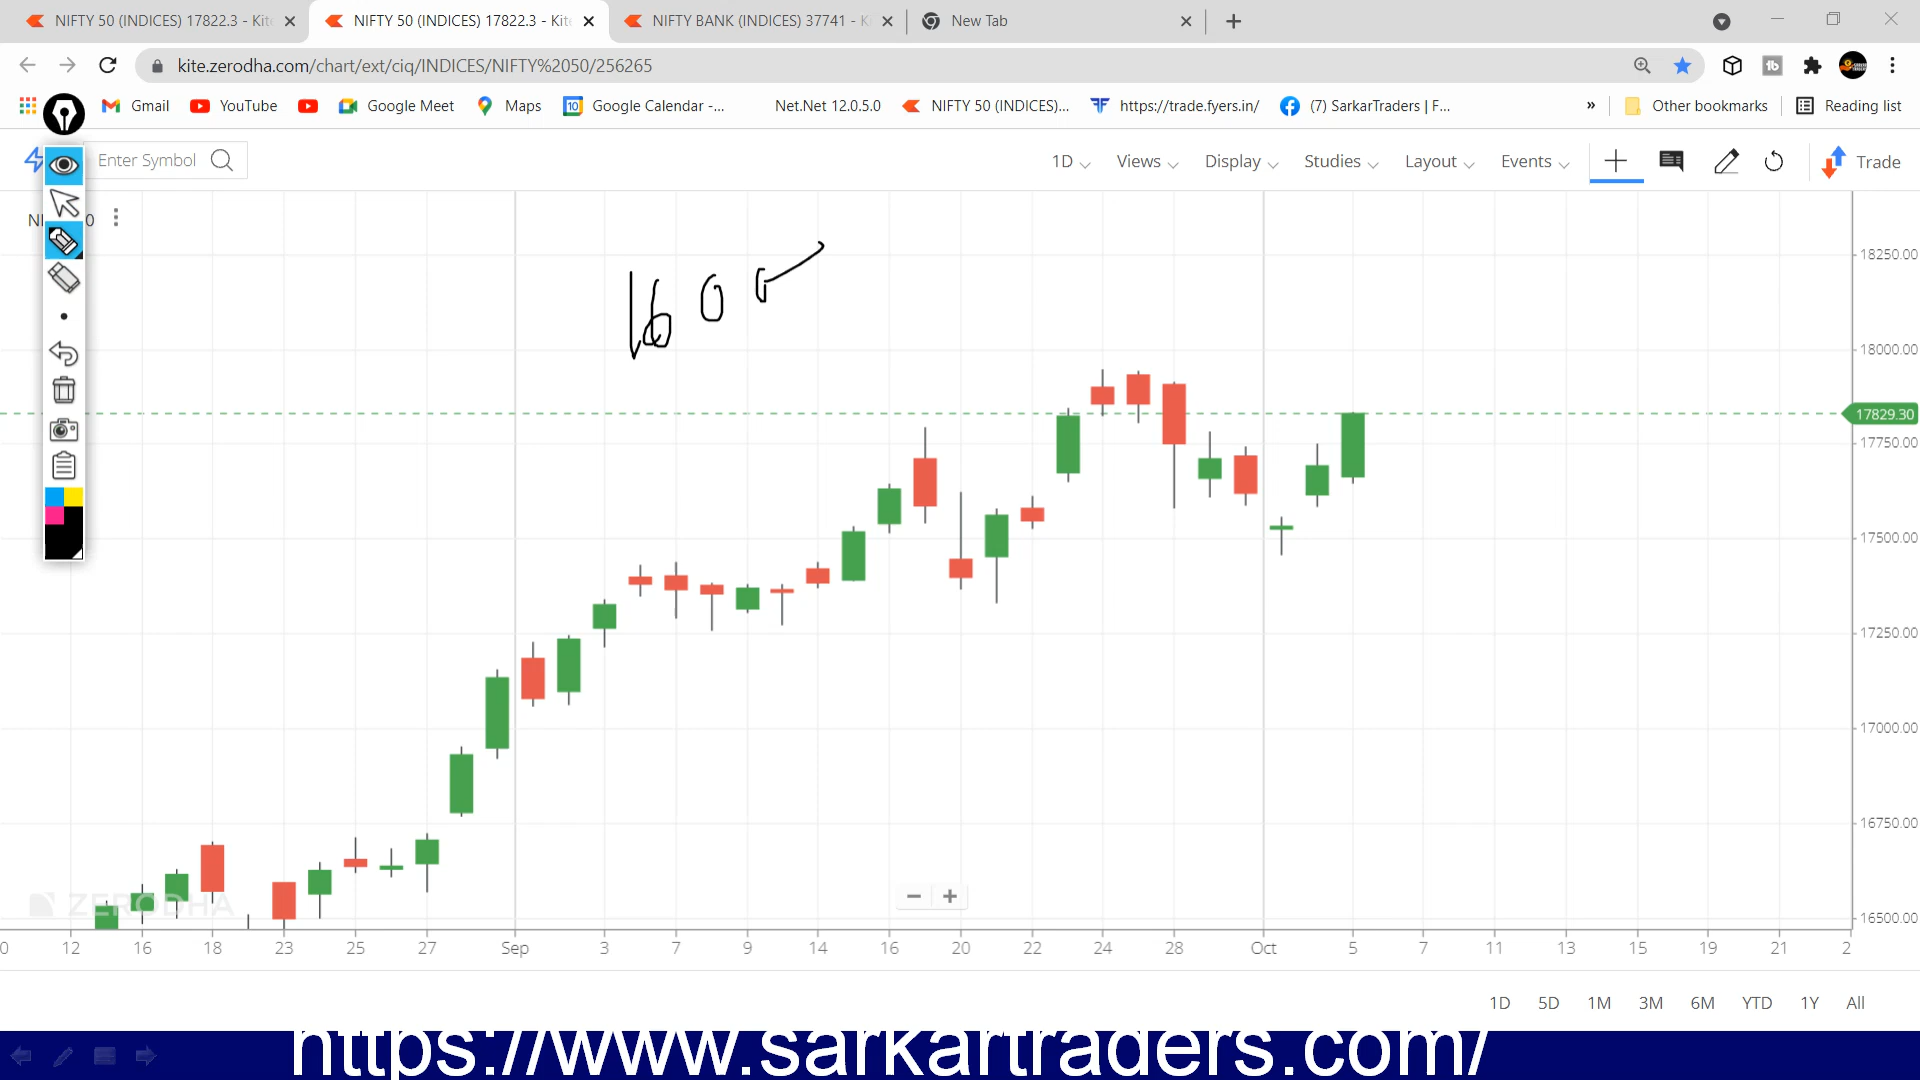 NIFTY 50 (INDICES) 17822.3 - Kite
NIFTY 50 (INDICES) 17822.3 - Kite
NIFTY BANK (INDICES) 37741 - K
New Tab
kite.zerodha.com/chart/ext/ciq/INDICES/NIFTY%2050/256265
Gmail YouTube Google Meet Maps 10 Google Calendar -... Net.Net 12.0.5.0 NIFTY 50 (INDICES)... https://trade.fyers.in/ (7) SarkarTraders | F... » Other bookmarks Reading list
Enter Symbol 1D Views Display Studies Layout Events Trade
NI 0
1600
18250.00
18000.00
17829.30
17750.00
17500.00
17250.00
17000.00
16750.00
16500.00
ZERODHA
0 12 16 18 23 25 27 Sep 3 7 9 14 16 20 22 24 28 Oct 5 7 11 13 15 19 21 2
1D 5D 1M 3M 6M YTD 1Y All
https://www.sarkartraders.com/